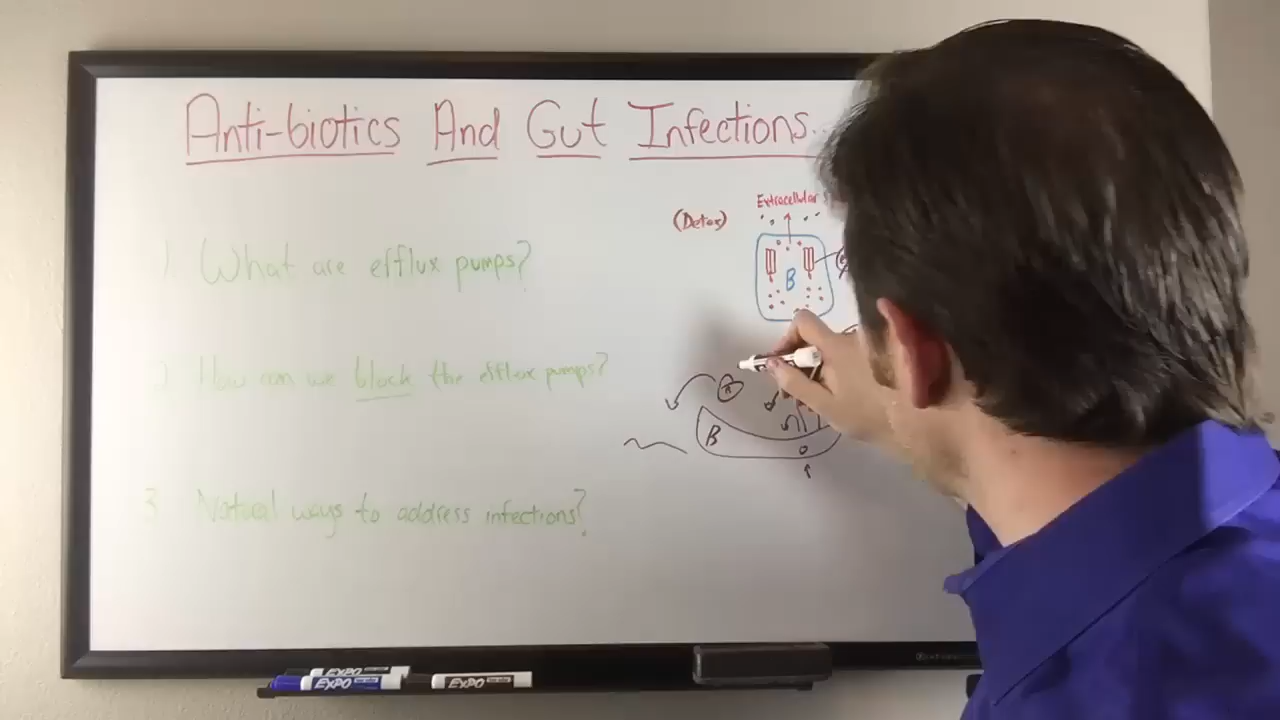 Anti-biotics And Gut Infections...
(Detox)
Extracellular
B
1. What are efflux pumps?
2. How can we block the efflux pumps?
B
3. Natural ways to address infections?
EXPO
EXPO
EXPO